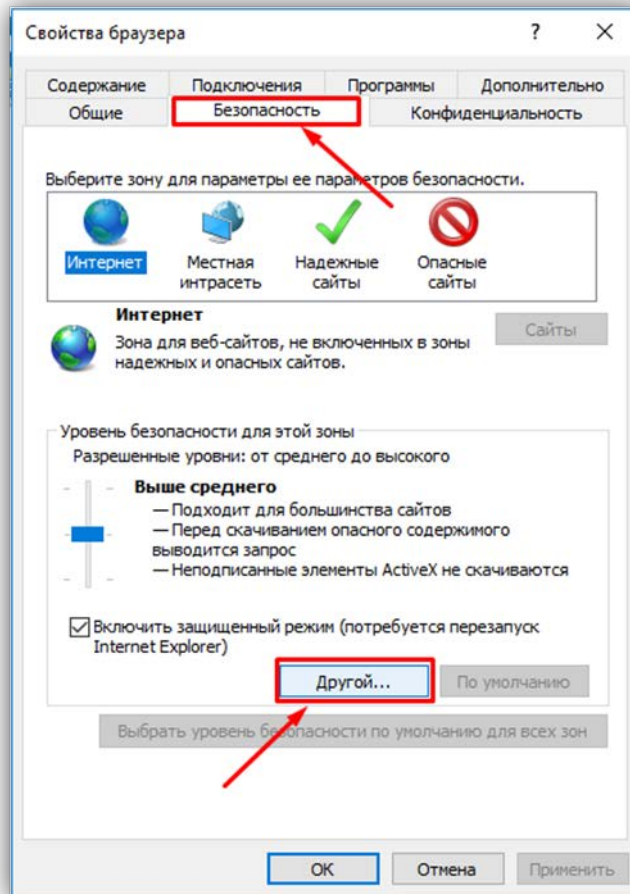 Свойства браузера ? X
Содержание Подключения Программы Дополнительно
Общие Безопасность Конфиденциальность
Выберите зону для параметры ее параметров безопасности.
Интернет Местная интрасеть Надежные сайты Опасные сайты
Интернет
Зона для веб-сайтов, не включенных в зоны
надежных и опасных сайтов.
Сайты
Уровень безопасности для этой зоны
Разрешенные уровни: от среднего до высокого
Выше среднего
— Подходит для большинства сайтов
— Перед скачиванием опасного содержимого
выводится запрос
— Неподписанные элементы ActiveX не скачиваются
Включить защищенный режим (потребуется перезапуск
Internet Explorer)
Другой... По умолчанию
Выбрать уровень безопасности по умолчанию для всех зон
ОК Отмена Применить